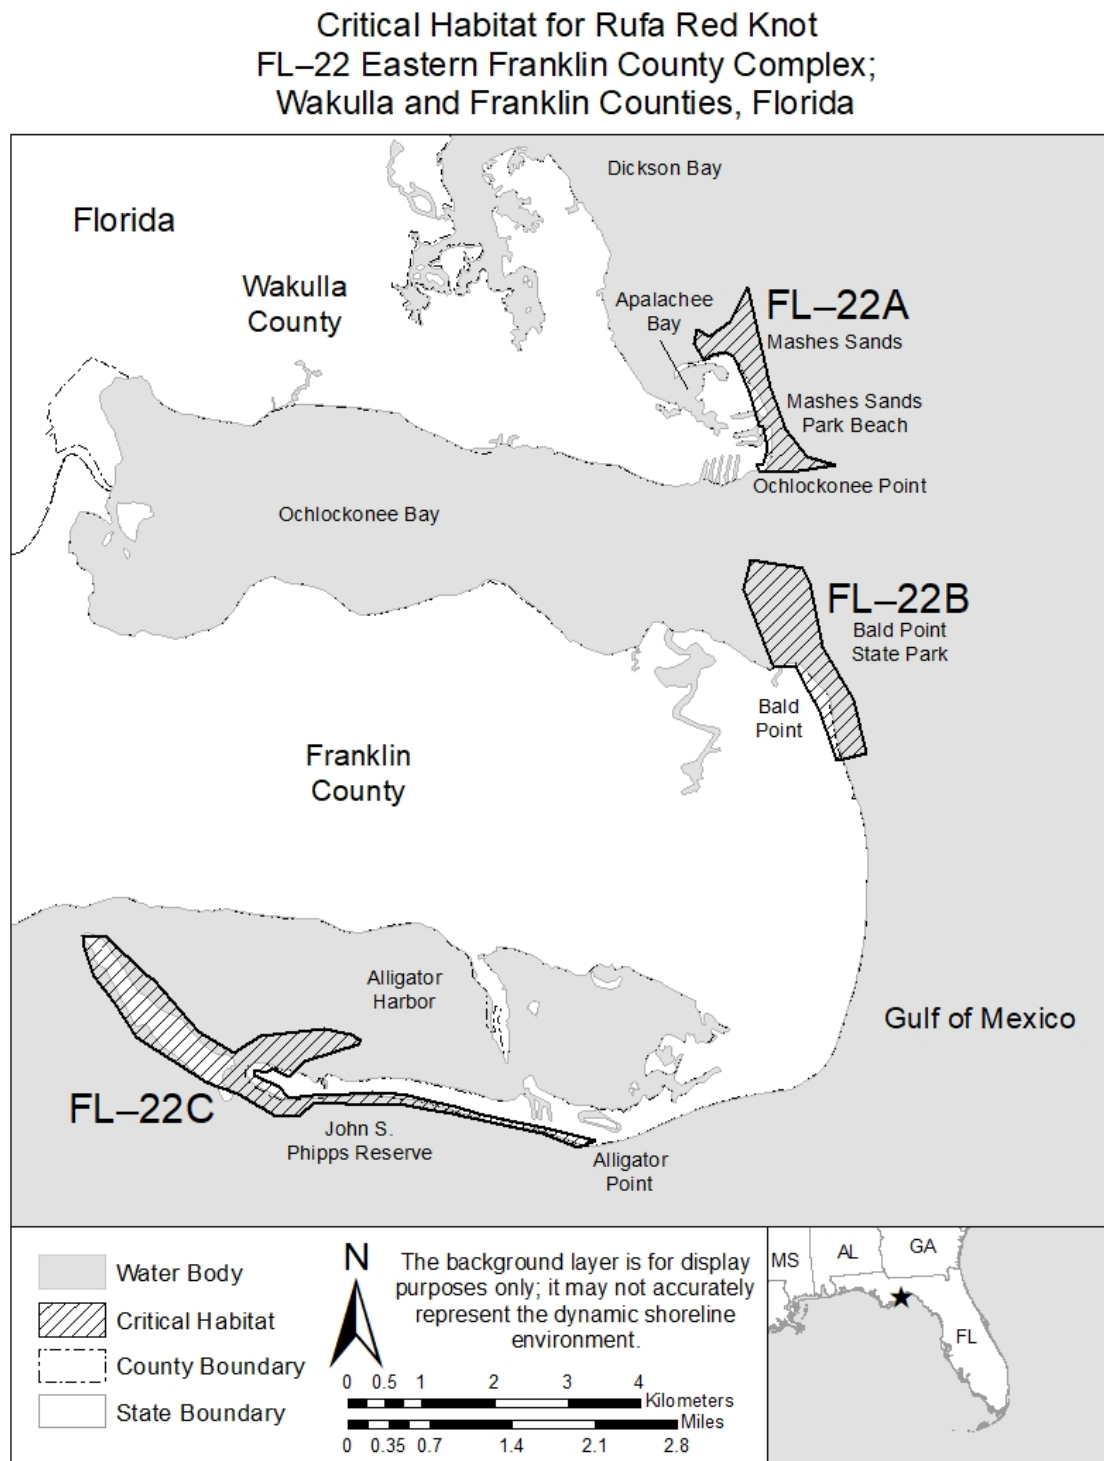 Critical Habitat for Rufa Red Knot
FL–22 Eastern Franklin County Complex;
Wakulla and Franklin Counties, Florida
Dickson Bay
Florida
Wakulla
County
Apalachee
Bay
FL–22A
Mashes Sands
Mashes Sands
Park Beach
Ochlockonee Point
Ochlockonee Bay
FL–22B
Bald Point
State Park
Bald
Point
Franklin
County
Alligator
Harbor
Gulf of Mexico
FL–22C
John S.
Phipps Reserve
Alligator
Point
Water Body
Critical Habitat
County Boundary
State Boundary
N
The background layer is for display
purposes only; it may not accurately
represent the dynamic shoreline
environment.
0 0.5 1 2 3 4
Kilometers
Miles
0 0.35 0.7 1.4 2.1 2.8
MS
AL
GA
FL